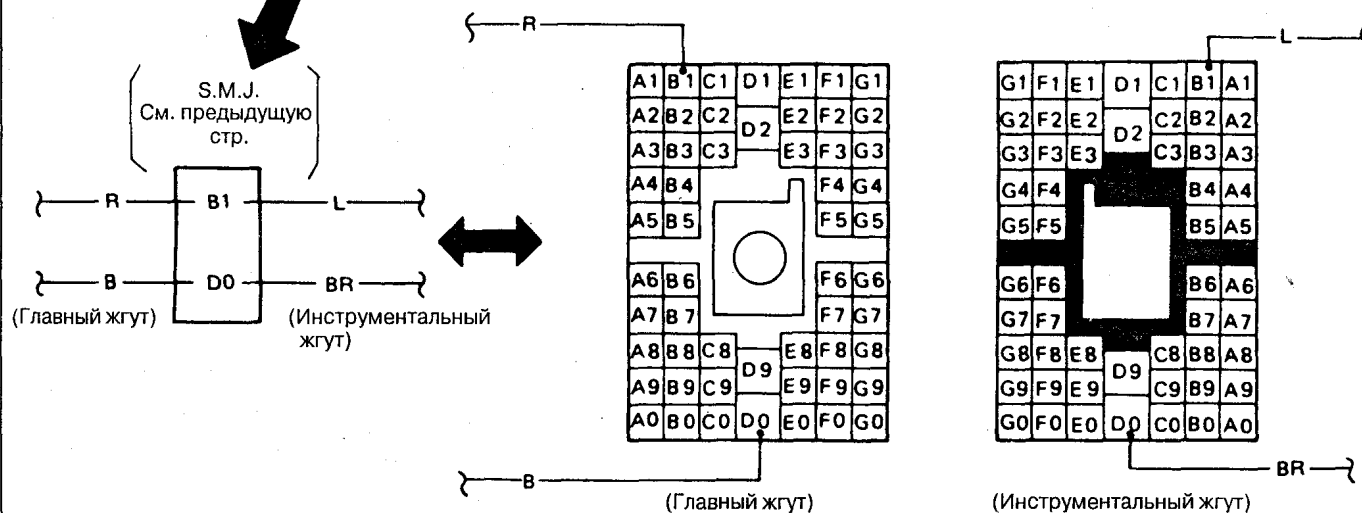 S.M.J.
См. предыдущую
стр.
R B1 L
B D0 BR
(Главный жгут)
(Инструментальный
жгут)
R
A1 B1 C1 D1 E1 F1 G1
A2 B2 C2 D2 E2 F2 G2
A3 B3 C3 E3 F3 G3
A4 B4 F4 G4
A5 B5 F5 G5
A6 B6 F6 G6
A7 B7 F7 G7
A8 B8 C8 E8 F8 G8
D9
A9 B9 C9 E9 F9 G9
A0 B0 C0 D0 E0 F0 G0
B
(Главный жгут)
L
G1 F1 E1 D1 C1 B1 A1
G2 F2 E2 D2 C2 B2 A2
G3 F3 E3 C3 B3 A3
G4 F4 B4 A4
G5 F5 B5 A5
G6 F6 B6 A6
G7 F7 B7 A7
G8 F8 E8 C8 B8 A8
D9
G9 F9 E9 C9 B9 A9
G0 F0 E0 D0 C0 B0 A0
BR
(Инструментальный жгут)